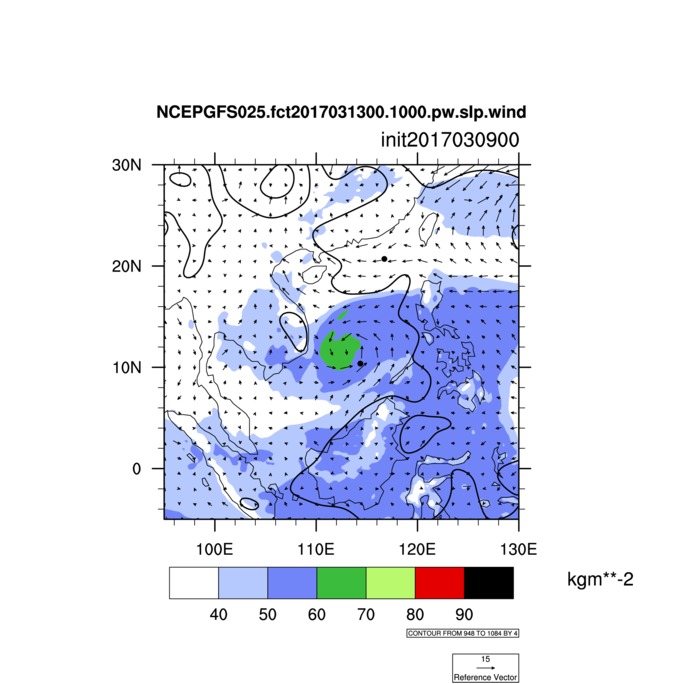 NCEPGFS025.fct2017031300.1000.pw.slp.wind
init2017030900
30N
20N
10N
0
100E 110E 120E 130E
kgm**-2
40 50 60 70 80 90
CONTOUR FROM 948 TO 1084 BY 4
15
Reference Vector